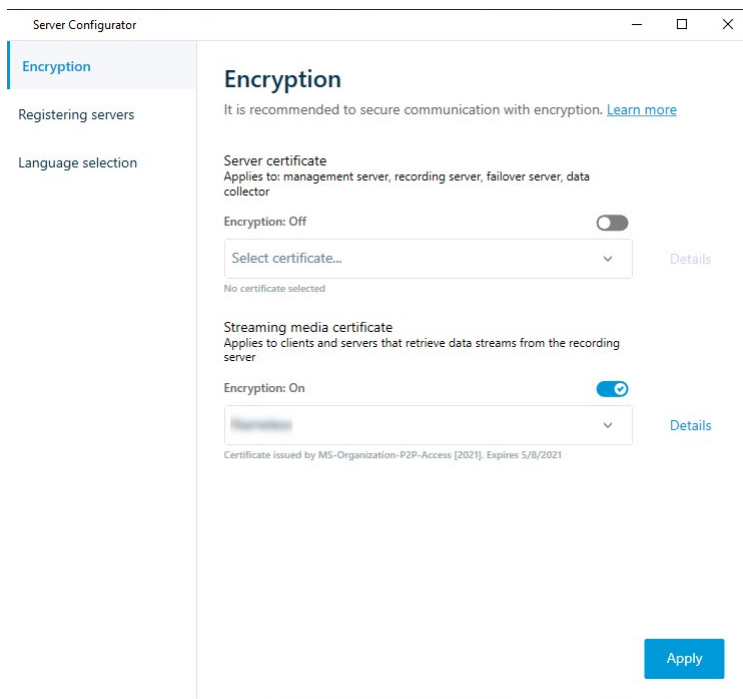 Server Configurator
Encryption
Registering servers
Language selection
Encryption
It is recommended to secure communication with encryption. Learn more
Server certificate
Applies to: management server, recording server, failover server, data
collector
Encryption: Off
Select certificate...
Details
No certificate selected
Streaming media certificate
Applies to clients and servers that retrieve data streams from the recording
server
Encryption: On
Details
Certificate issued by MS-Organization-P2P-Access [2021]. Expires 5/8/2021
Apply